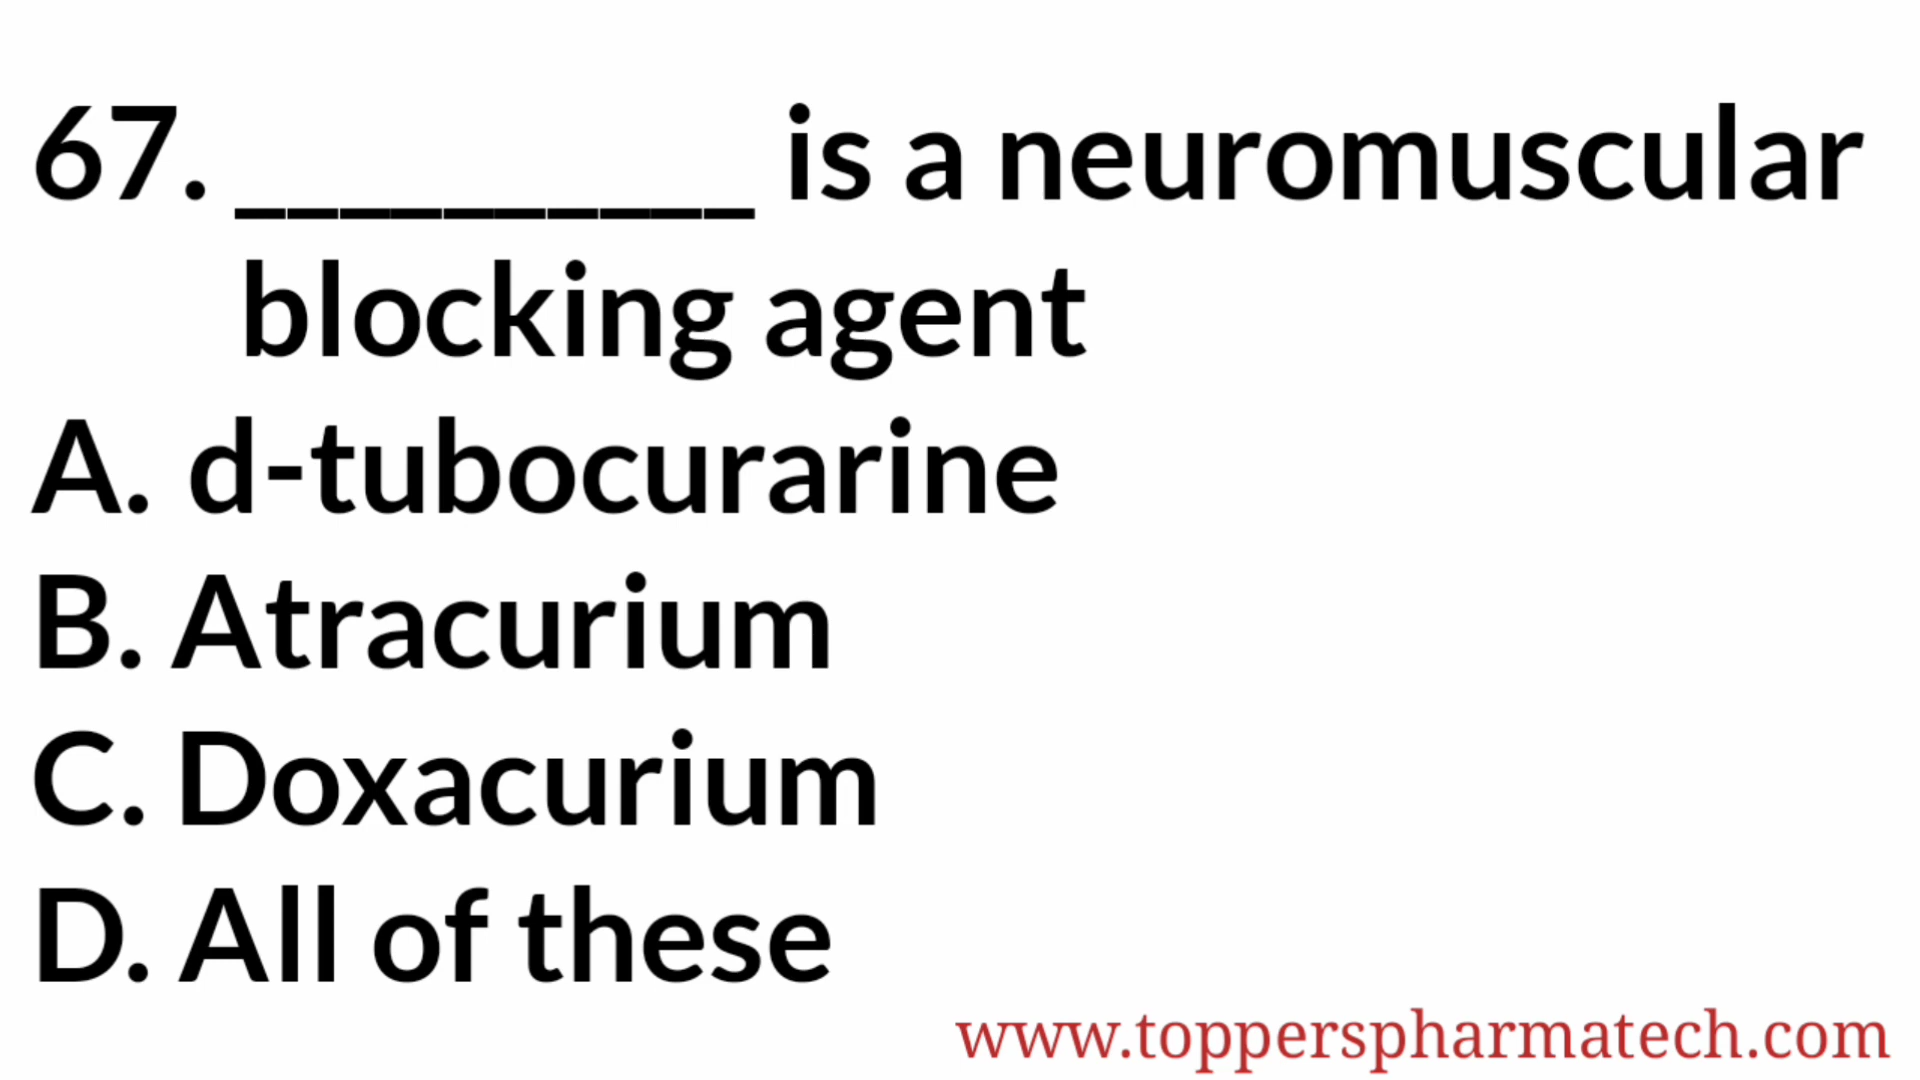 67. __________ is a neuromuscular
blocking agent
A. d-tubocurarine
B. Atracurium
C. Doxacurium
D. All of these
www.topperspharmatech.com